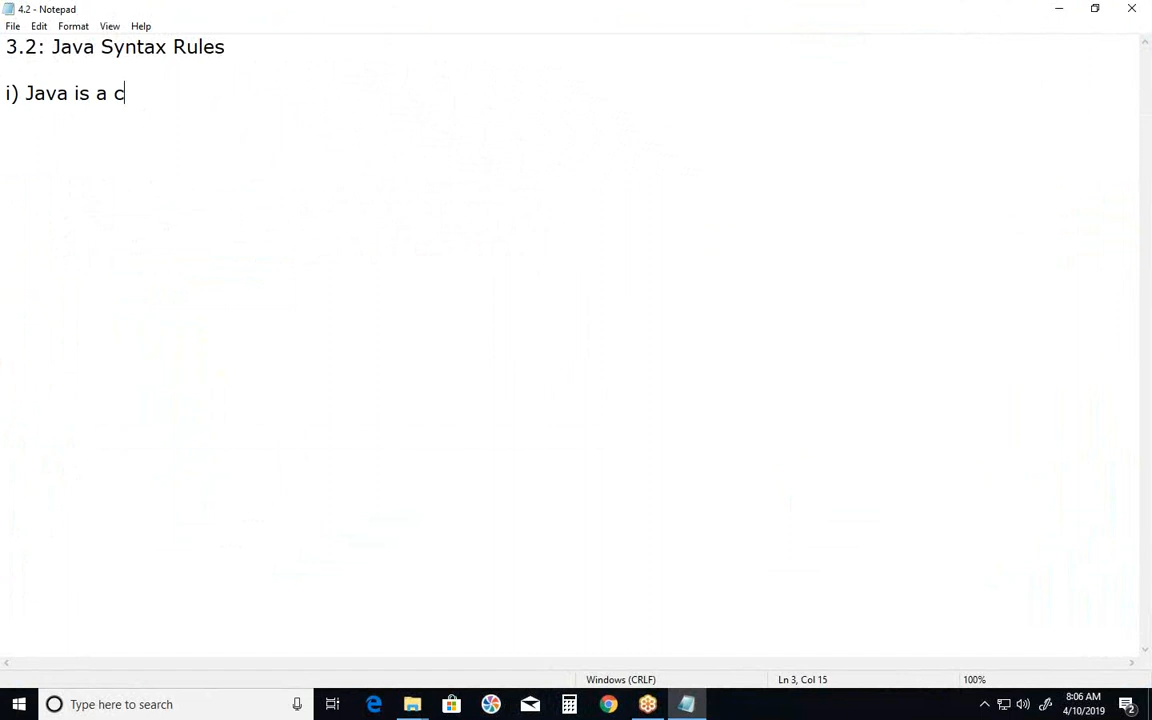 4.2 - Notepad
File Edit Format View Help
3.2: Java Syntax Rules
i) Java is a c
Windows (CRLF) Ln 3, Col 15 100%
Type here to search
8:06 AM
4/10/2019
2